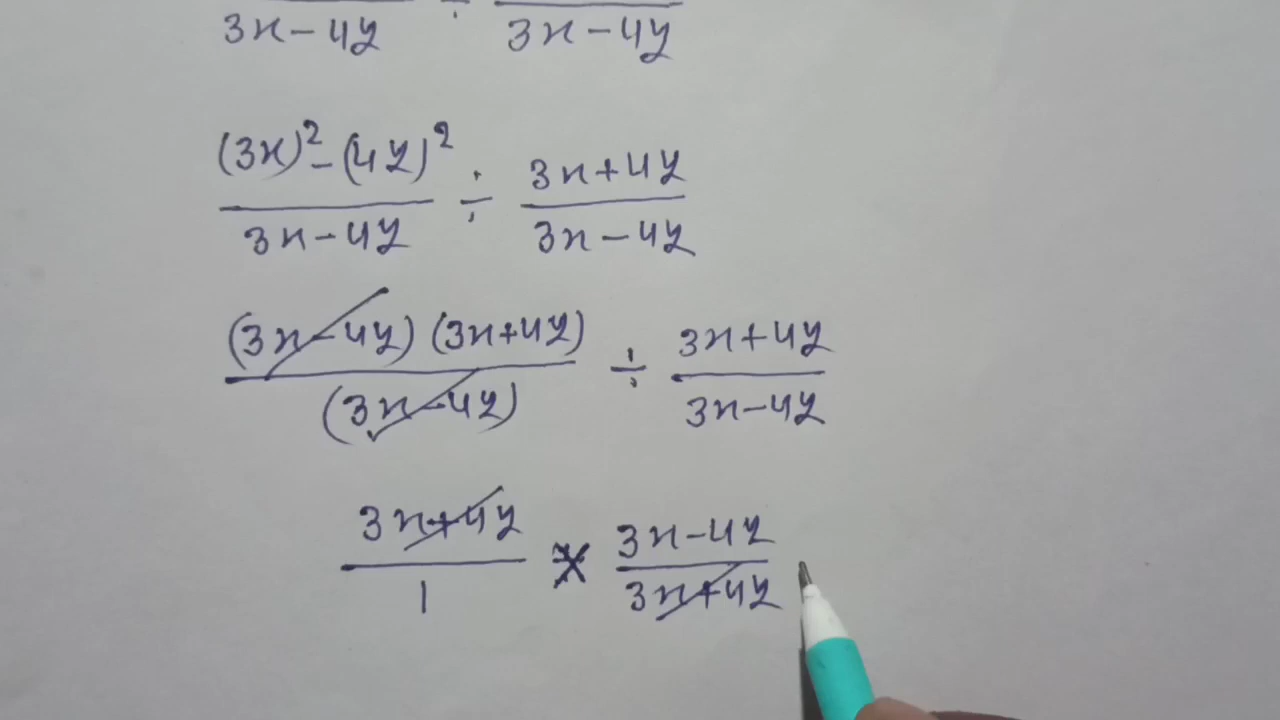 3x-4y ÷ 3x-4y
(3x)²-(4y)² ÷ 3x+4y
3x-4y 3x-4y
(3x-4y)(3x+4y) ÷ 3x+4y
(3x-4y) 3x-4y
3x+4y × 3x-4y
1 3x+4y